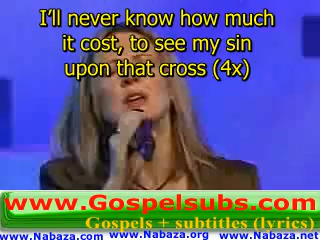 I'll never know how much
it cost, to see my sin
upon that cross (4x)
www.Gospelsubs.com
Gospels + subtitles (lyrics)
www.Nabaza.com www.Nabaza.org www.Nabaza.net